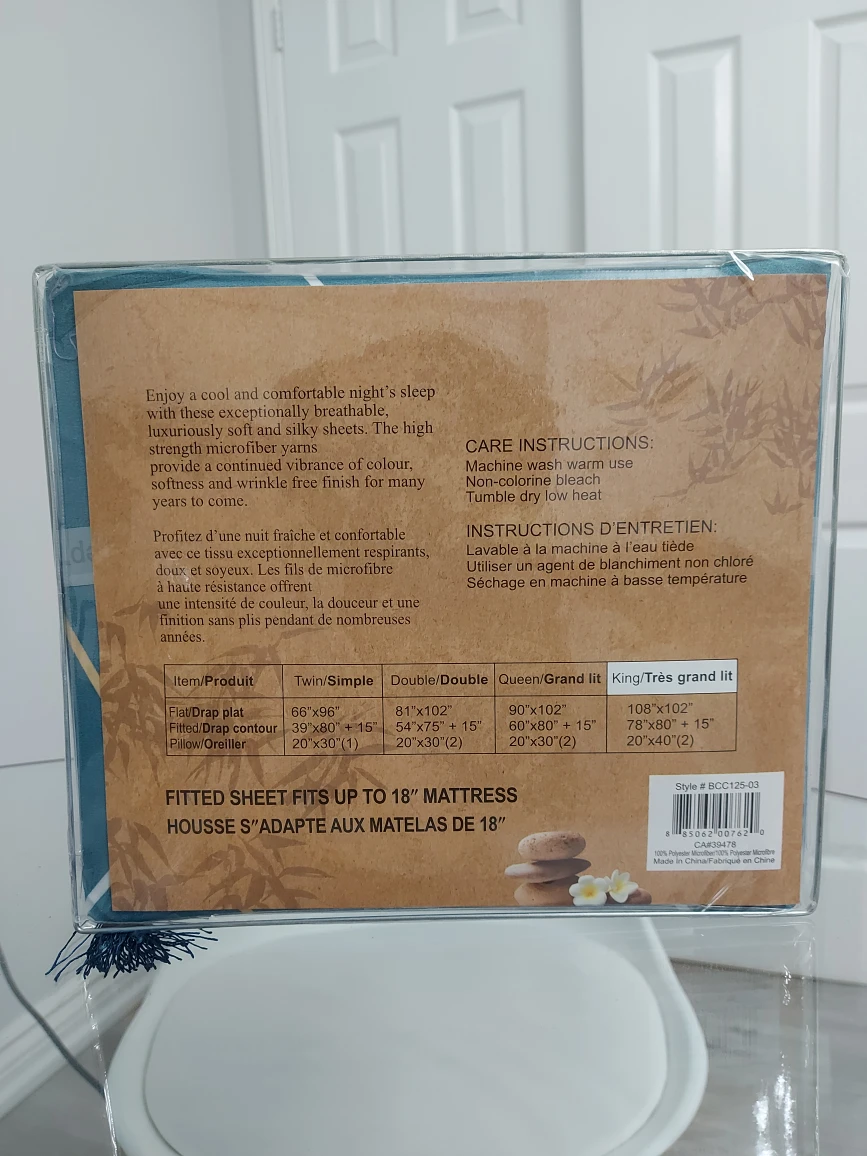 Enjoy a cool and comfortable night's sleep
with these exceptionally breathable,
luxuriously soft and silky sheets. The high
strength microfiber yarns
provide a continued vibrance of colour,
softness and wrinkle free finish for many
years to come.
Profitez d'une nuit fraîche et confortable
avec ce tissu exceptionnellement respirants,
doux et soyeux. Les fils de microfibre
à haute résistance offrent
une intensité de couleur, la douceur et une
finition sans plis pendant de nombreuses
années.
CARE INSTRUCTIONS:
Machine wash warm use
Non-colorine bleach
Tumble dry low heat
INSTRUCTIONS D'ENTRETIEN:
Lavable à la machine à l'eau tiède
Utiliser un agent de blanchiment non chloré
Séchage en machine à basse température
Item/Produit Twin/Simple Double/Double Queen/Grand lit King/Très grand lit
Flat/Drap plat 66"x96" 81"x102" 90"x102" 108"x102"
Fitted/Drap contour 39"x80" + 15" 54"x75" + 15" 60"x80" + 15" 78"x80" + 15"
Pillow/Oreiller 20"x30"(1) 20"x30"(2) 20"x30"(2) 20"x40"(2)
FITTED SHEET FITS UP TO 18" MATTRESS
HOUSSE S"ADAPTE AUX MATELAS DE 18"
Style # BCC125-03
8 85062 00762 0
CA#39478
100% Polyester Microfiber/100% Polyester Microfibre
Made in China/Fabriqué en Chine